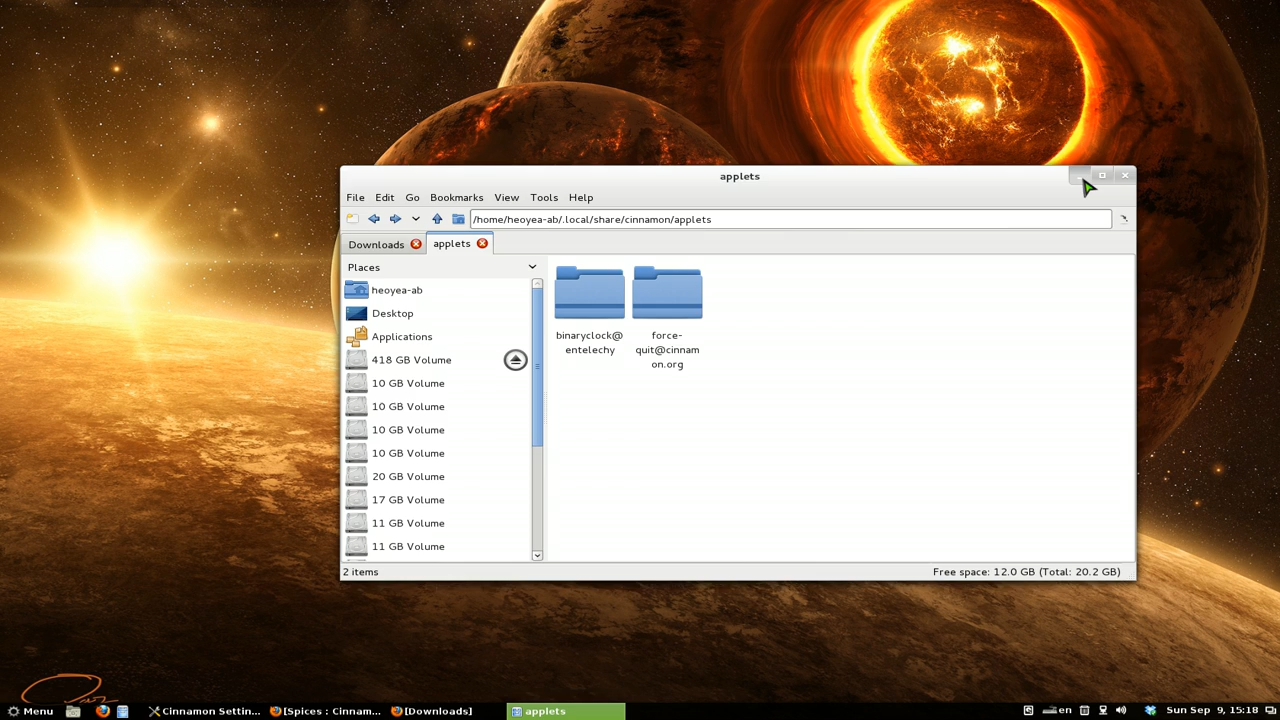 applets
File Edit Go Bookmarks View Tools Help
/home/heoyea-ab/.local/share/cinnamon/applets
Downloads applets
Places
heoyea-ab
Desktop
Applications
418 GB Volume
10 GB Volume
10 GB Volume
10 GB Volume
10 GB Volume
20 GB Volume
17 GB Volume
11 GB Volume
11 GB Volume
binaryclock@
entelechy
force-
quit@cinnam
on.org
2 items
Free space: 12.0 GB (Total: 20.2 GB)
Menu Cinnamon Settin... [Spices : Cinnam... [Downloads] applets en Sun Sep 9, 15:18